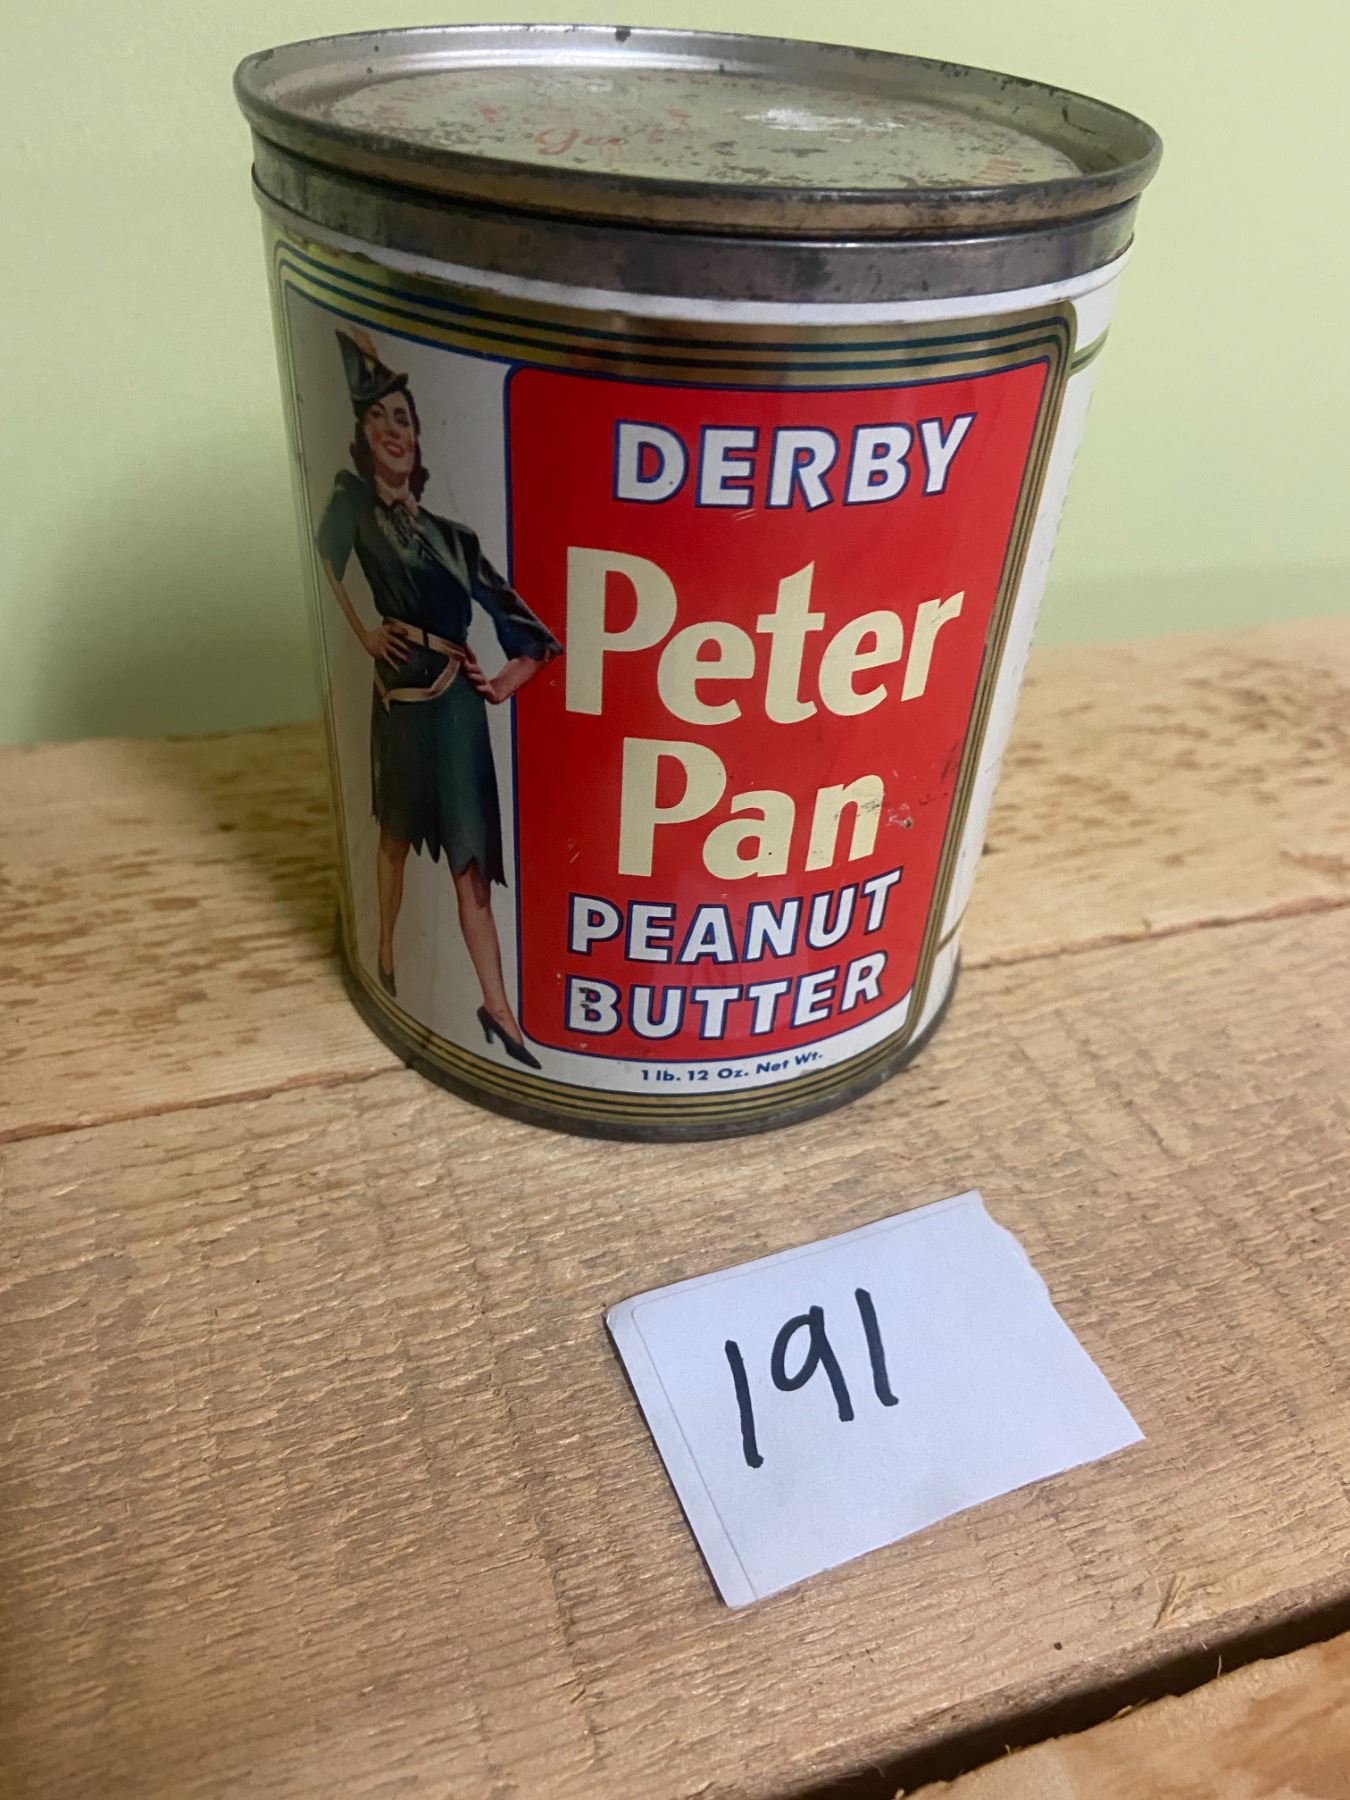 DERBY
Peter
Pan
PEANUT
BUTTER
1 lb. 12 Oz. Net Wt.
191